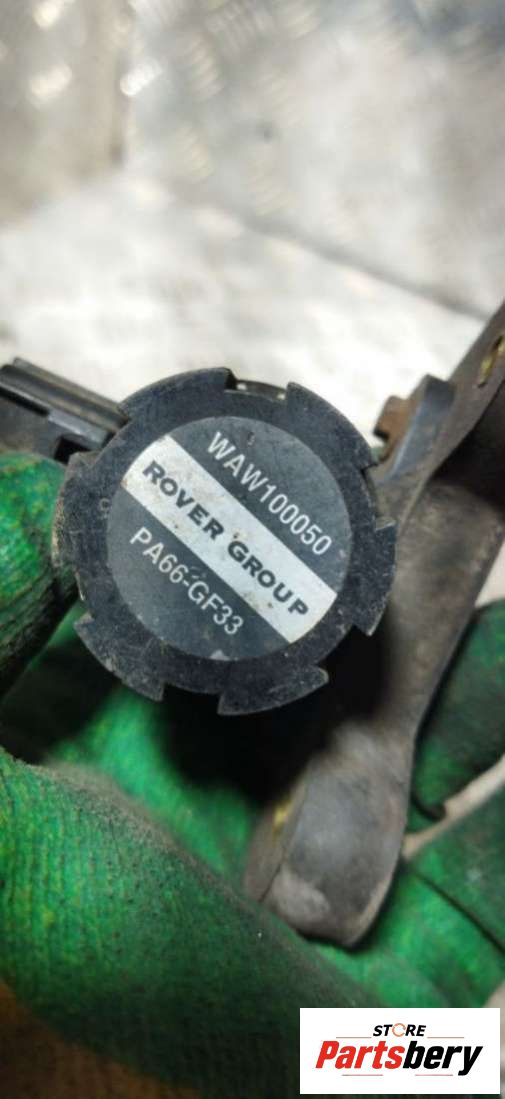 WAW100050
ROVER GROUP
PA66-GF33
STORE
Partsbery